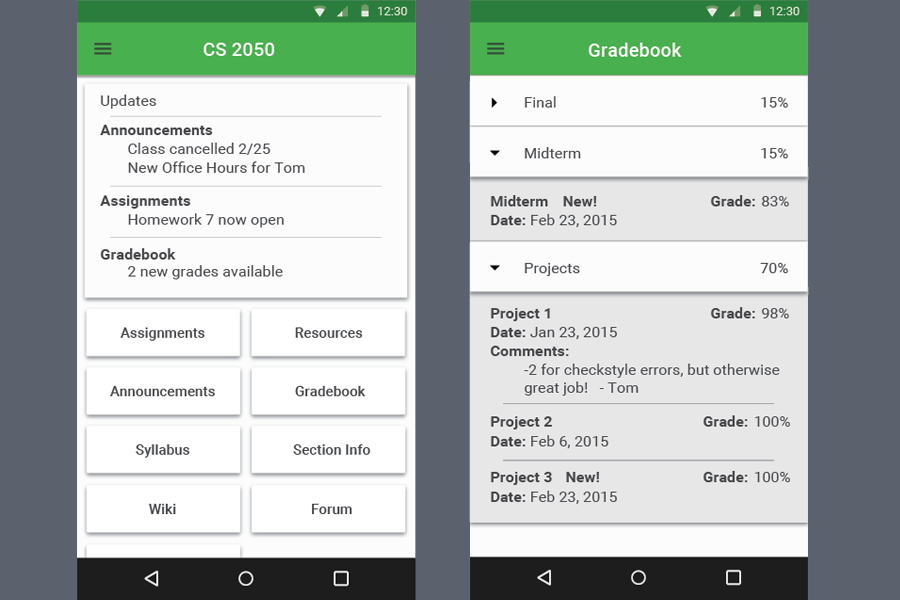 12:30
CS 2050
Updates
Announcements
Class cancelled 2/25
New Office Hours for Tom
Assignments
Homework 7 now open
Gradebook
2 new grades available
Assignments
Resources
Announcements
Gradebook
Syllabus
Section Info
Wiki
Forum
12:30
Gradebook
Final 15%
Midterm 15%
Midterm New! Grade: 83%
Date: Feb 23, 2015
Projects 70%
Project 1 Grade: 98%
Date: Jan 23, 2015
Comments:
-2 for checkstyle errors, but otherwise
great job! - Tom
Project 2 Grade: 100%
Date: Feb 6, 2015
Project 3 New! Grade: 100%
Date: Feb 23, 2015